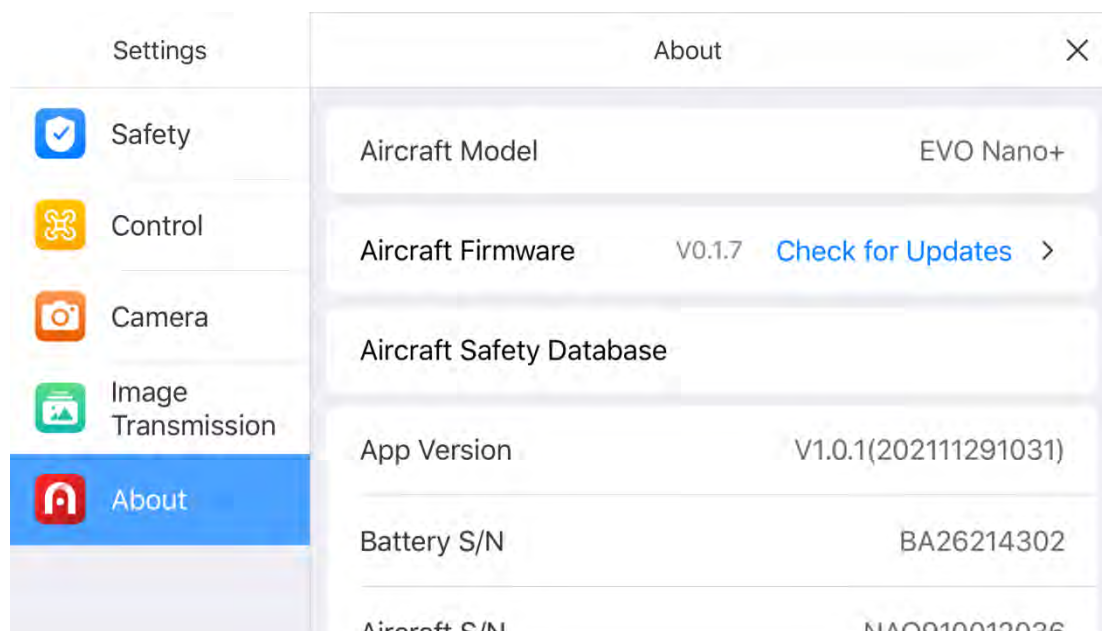 Settings
About
Safety
Control
Camera
Image
Transmission
About
Aircraft Model EVO Nano+
Aircraft Firmware V0.1.7 Check for Updates
Aircraft Safety Database
App Version V1.0.1(202111291031)
Battery S/N BA26214302
Aircraft S/N